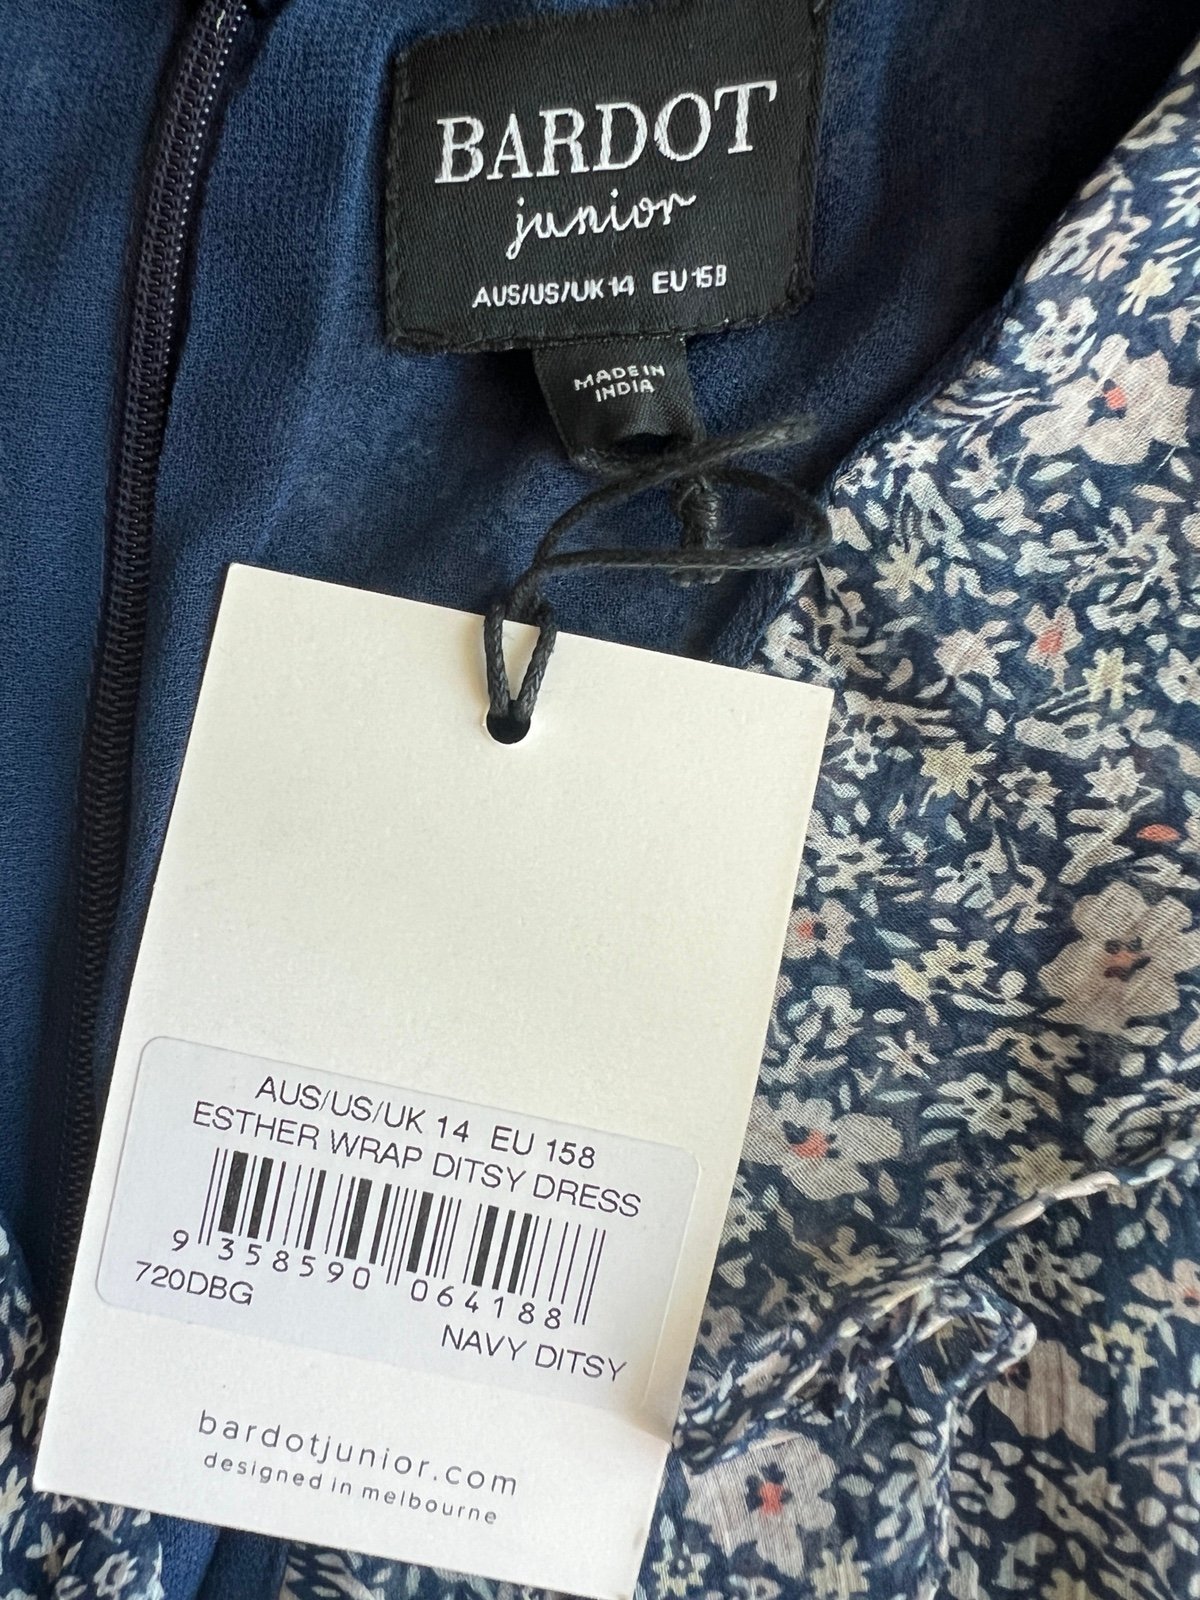 BARDOT
junior
AUS/US/UK 14 EU 158
MADE IN
INDIA
AUS/US/UK 14 EU 158
ESTHER WRAP DITSY DRESS
9 358590 064188
720DBG
NAVY DITSY
bardotjunior.com
designed in melbourne